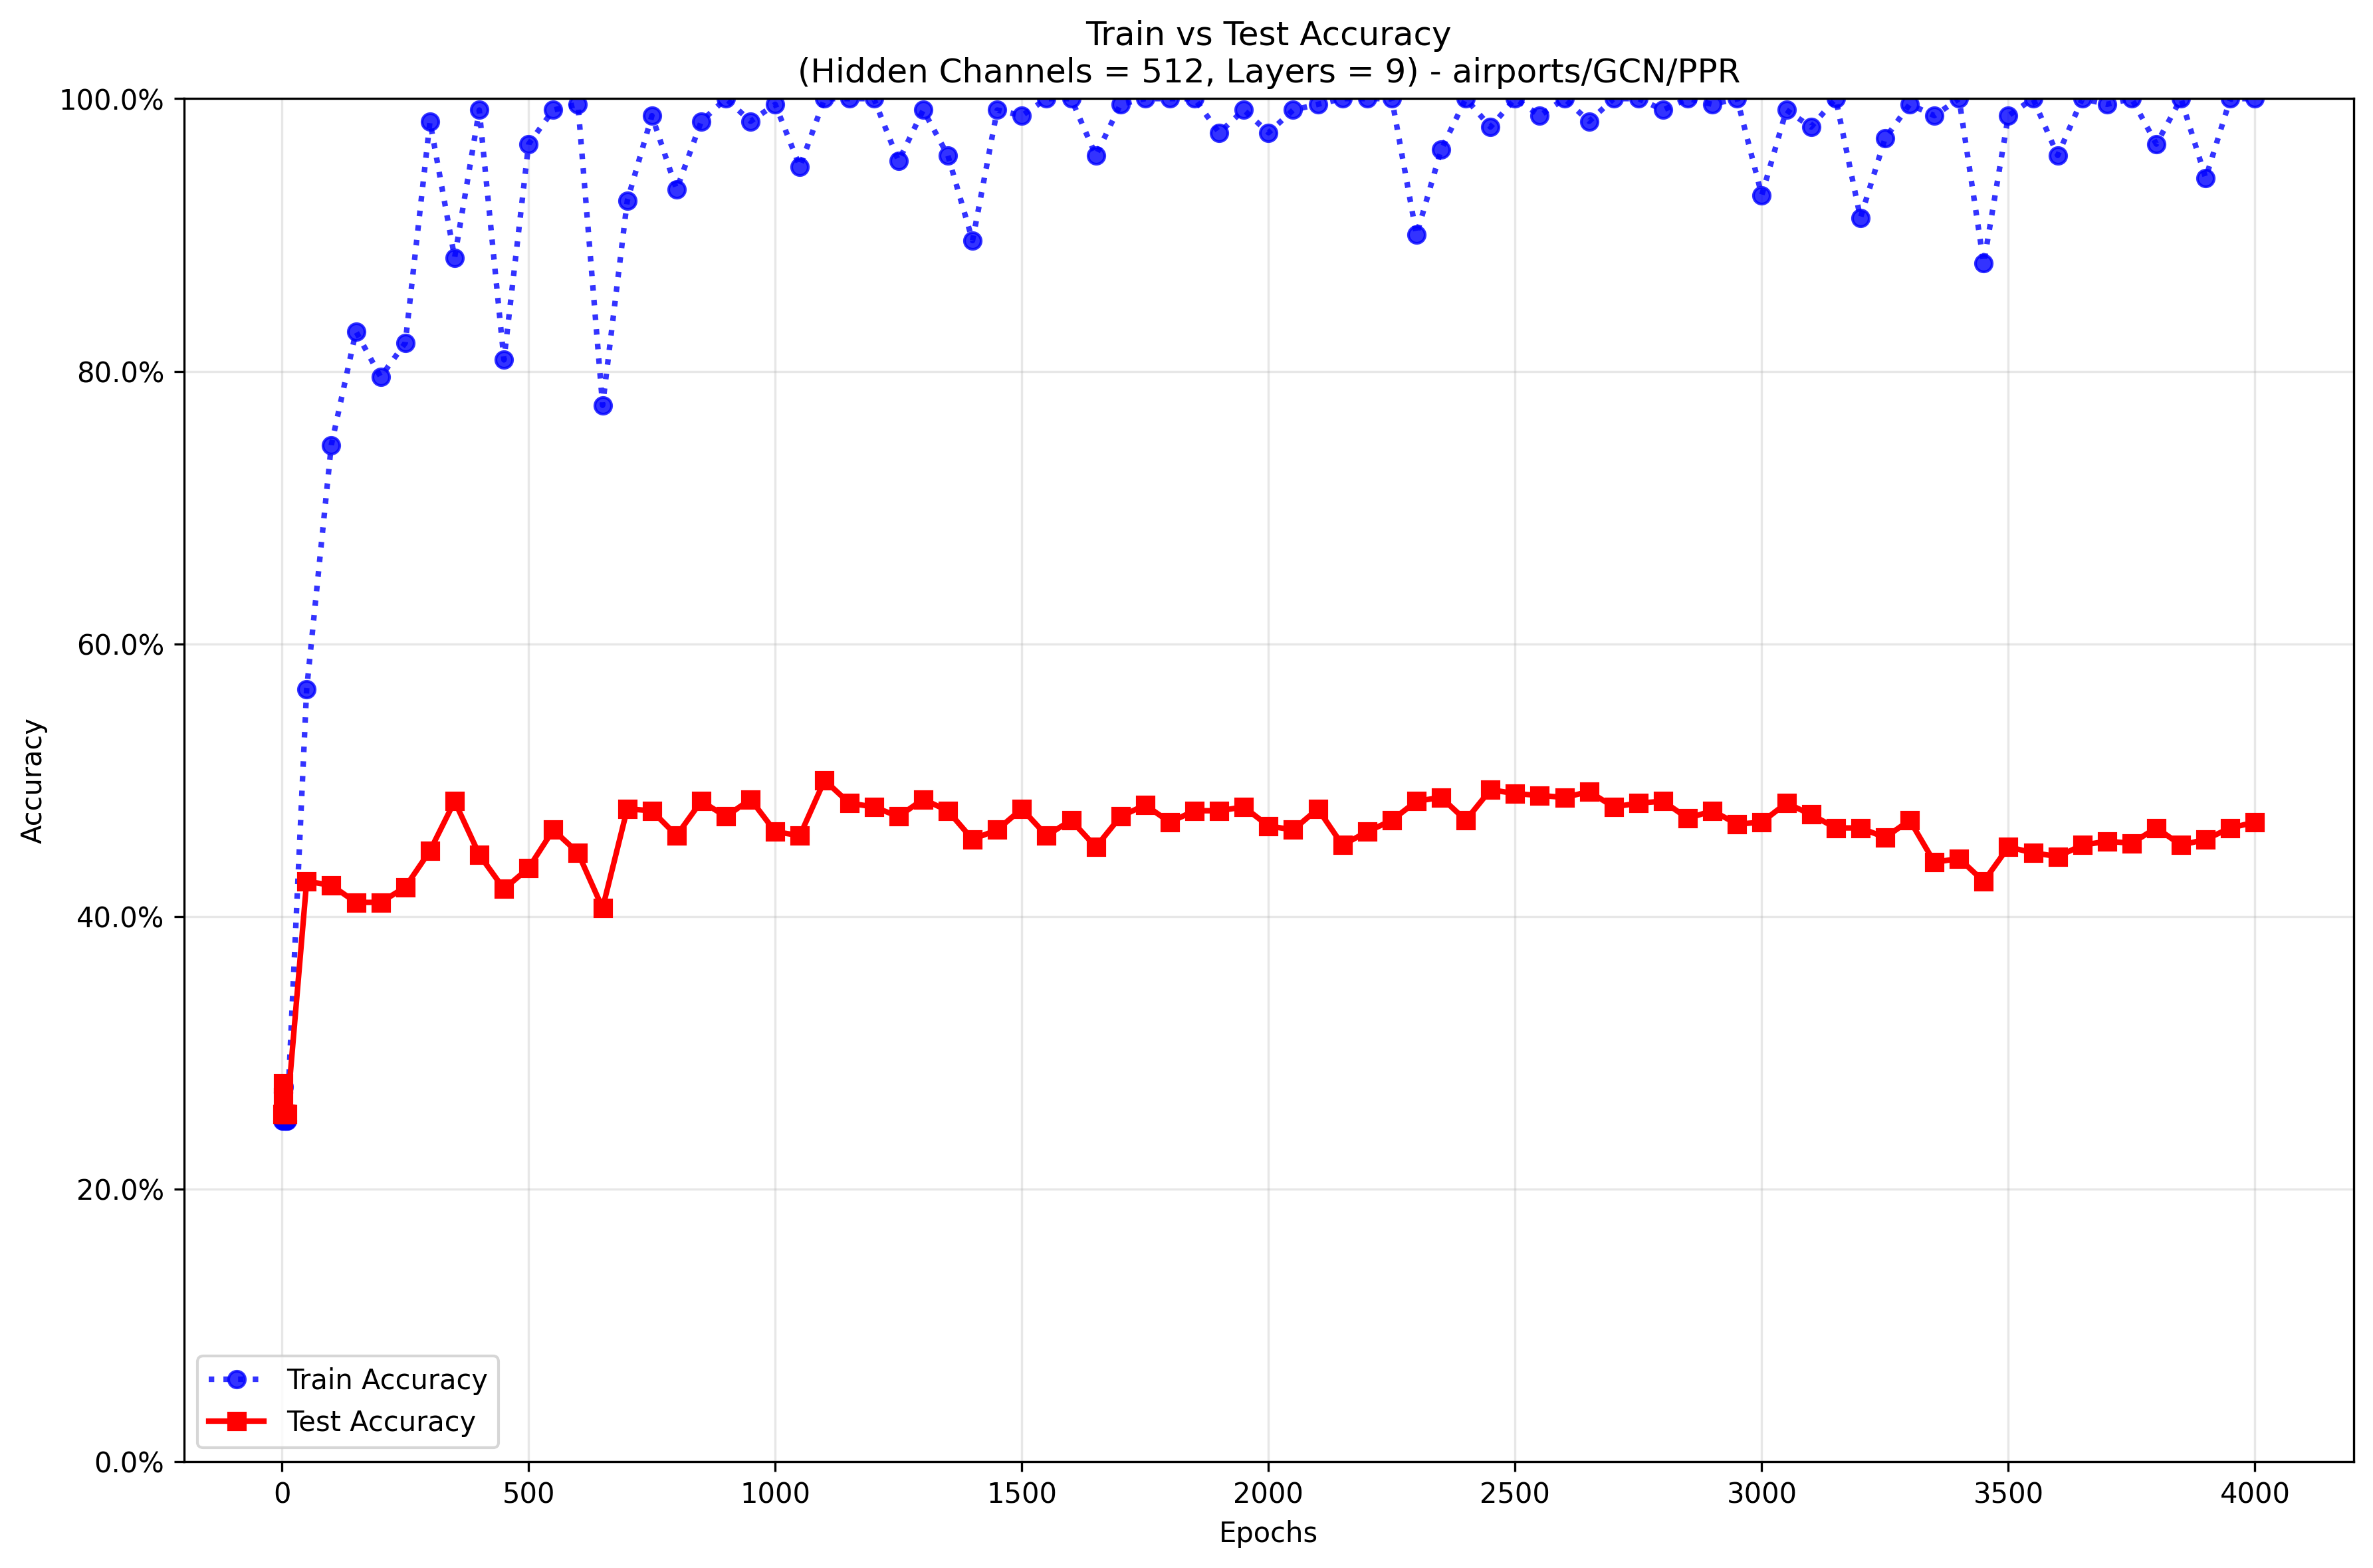 Train vs Test Accuracy
(Hidden Channels = 512, Layers = 9) - airports/GCN/PPR
100.0%
80.0%
60.0%
40.0%
20.0%
0.0%
Accuracy
Train Accuracy
Test Accuracy
0 500 1000 1500 2000 2500 3000 3500 4000
Epochs